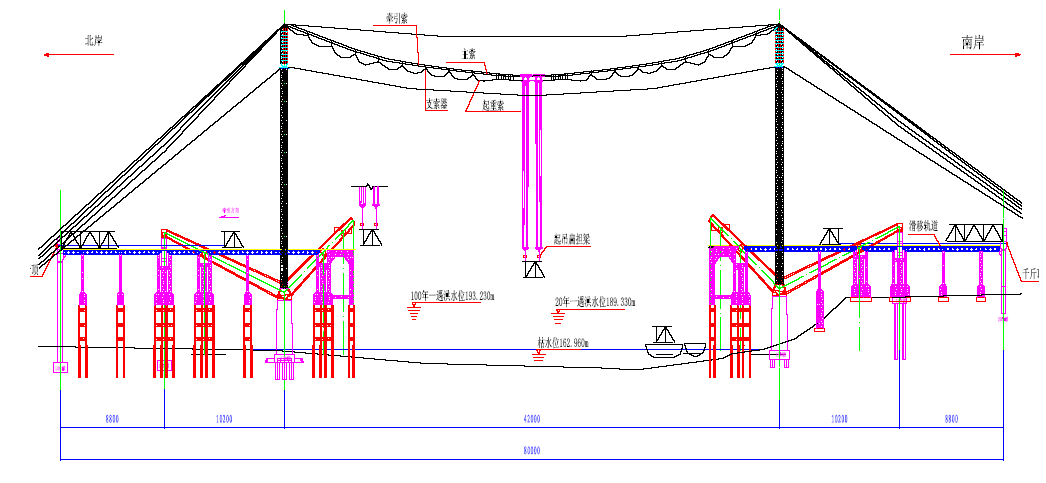 牵引索
北岸
南岸
主索
支索器
起重索
滑移轨道
起吊扁担梁
顶
千斤
100年一遇洪水位193.230m
20年一遇洪水位189.330m
枯水位162.960m
8800
10200
42000
10200
8800
80000